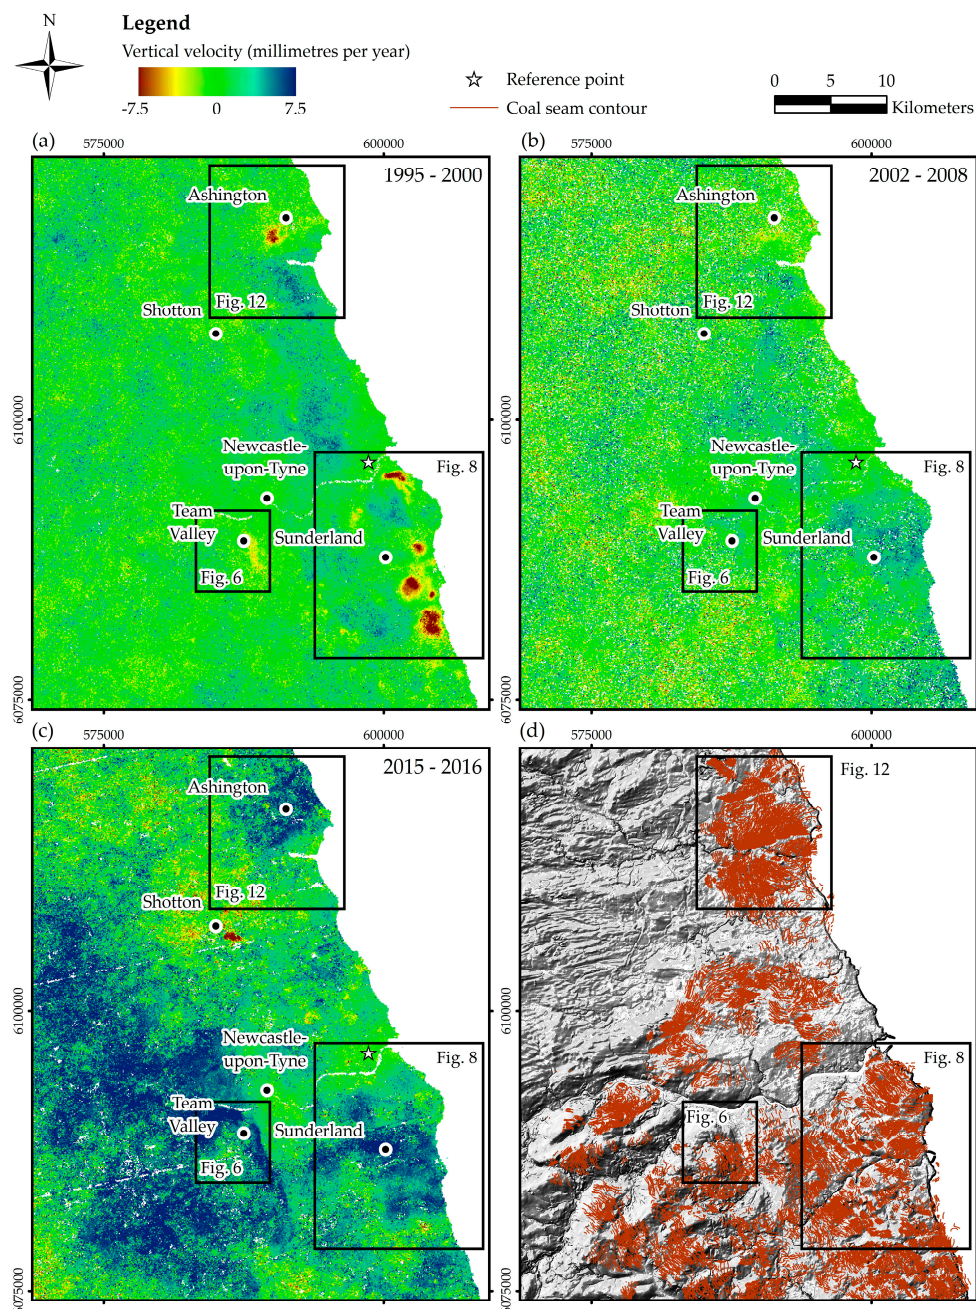 N
Legend
Vertical velocity (millimetres per year)
-7.5 0 7.5
Reference point
Coal seam contour
0 5 10
Kilometers
(a)
575000 600000
1995 - 2000
Ashington
Fig. 12
Shotton
6100000
Newcastle-
upon-Tyne
Fig. 8
Team
Valley
Sunderland
Fig. 6
6075000
(b)
575000 600000
2002 - 2008
Ashington
Fig. 12
Shotton
Newcastle-
upon-Tyne
Fig. 8
Team
Valley
Sunderland
Fig. 6
(c)
575000 600000
2015 - 2016
Ashington
Fig. 12
Shotton
6100000
Newcastle-
upon-Tyne
Fig. 8
Team
Valley
Sunderland
Fig. 6
6075000
(d)
575000 600000
Fig. 12
Fig. 8
Fig. 6